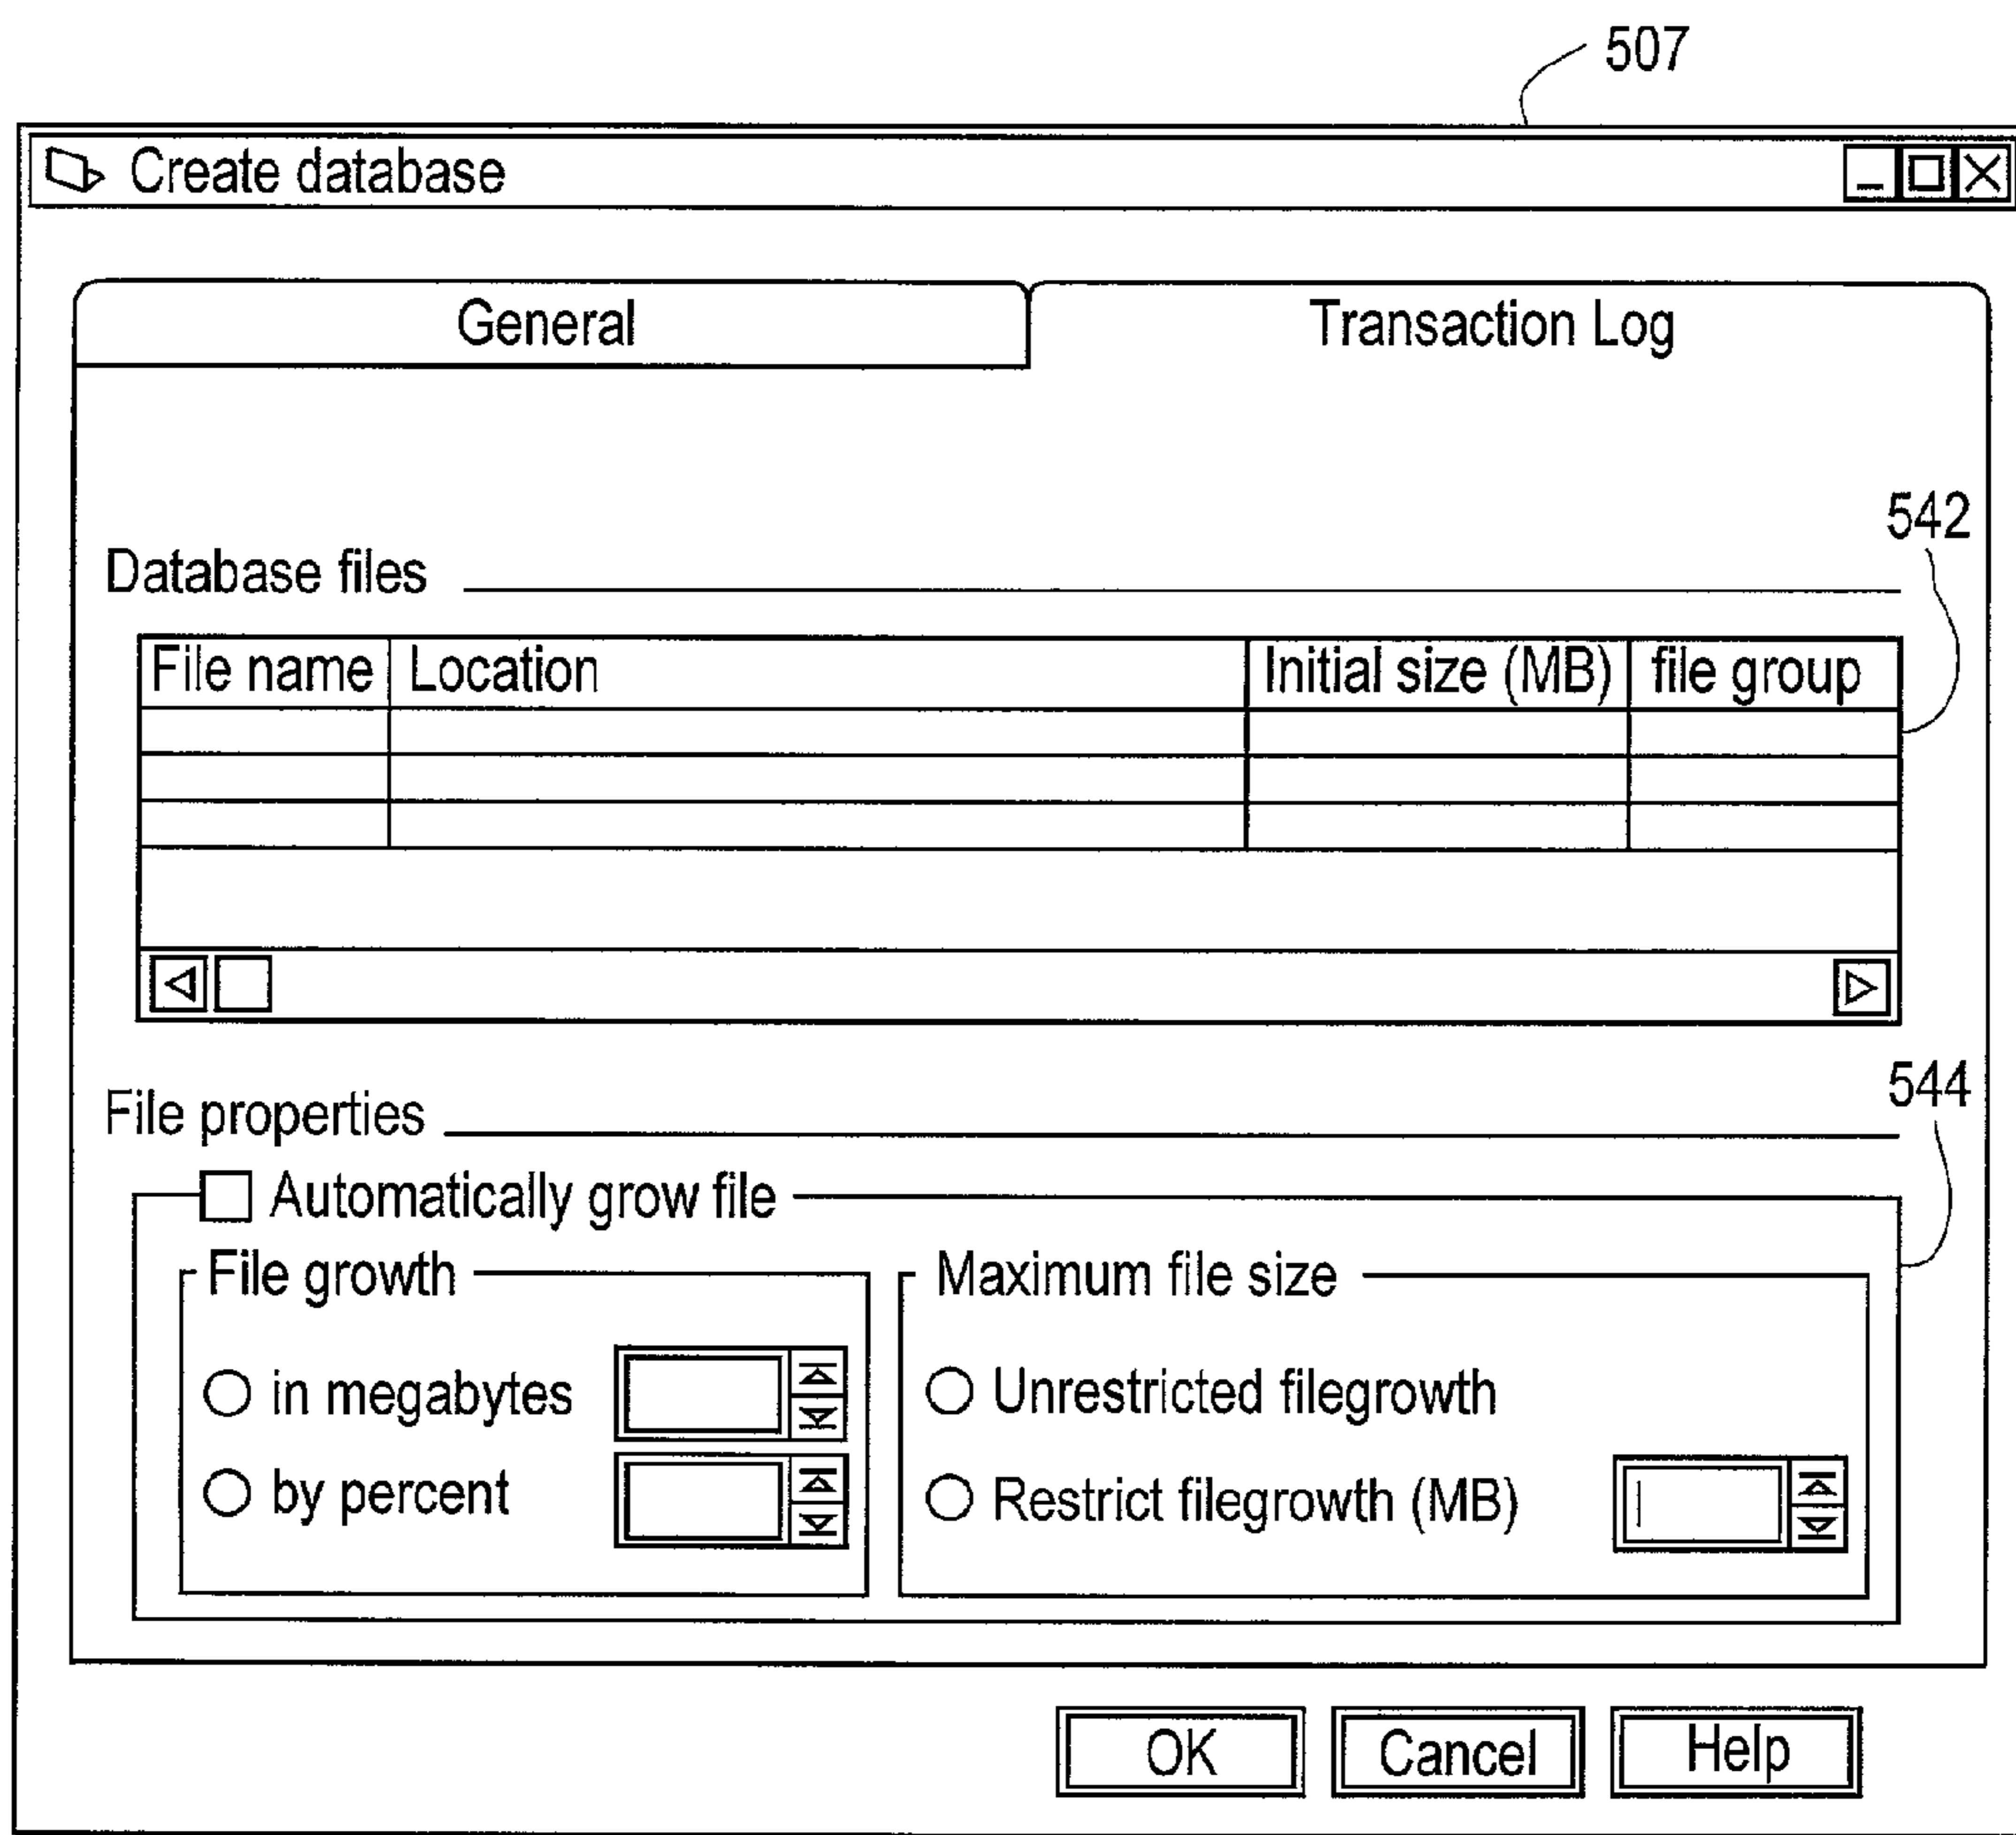 507
Create database
General Transaction Log
542
Database files
File name Location Initial size (MB) file group
544
File properties
Automatically grow file
File growth Maximum file size
in megabytes Unrestricted filegrowth
by percent Restrict filegrowth (MB)
OK Cancel Help